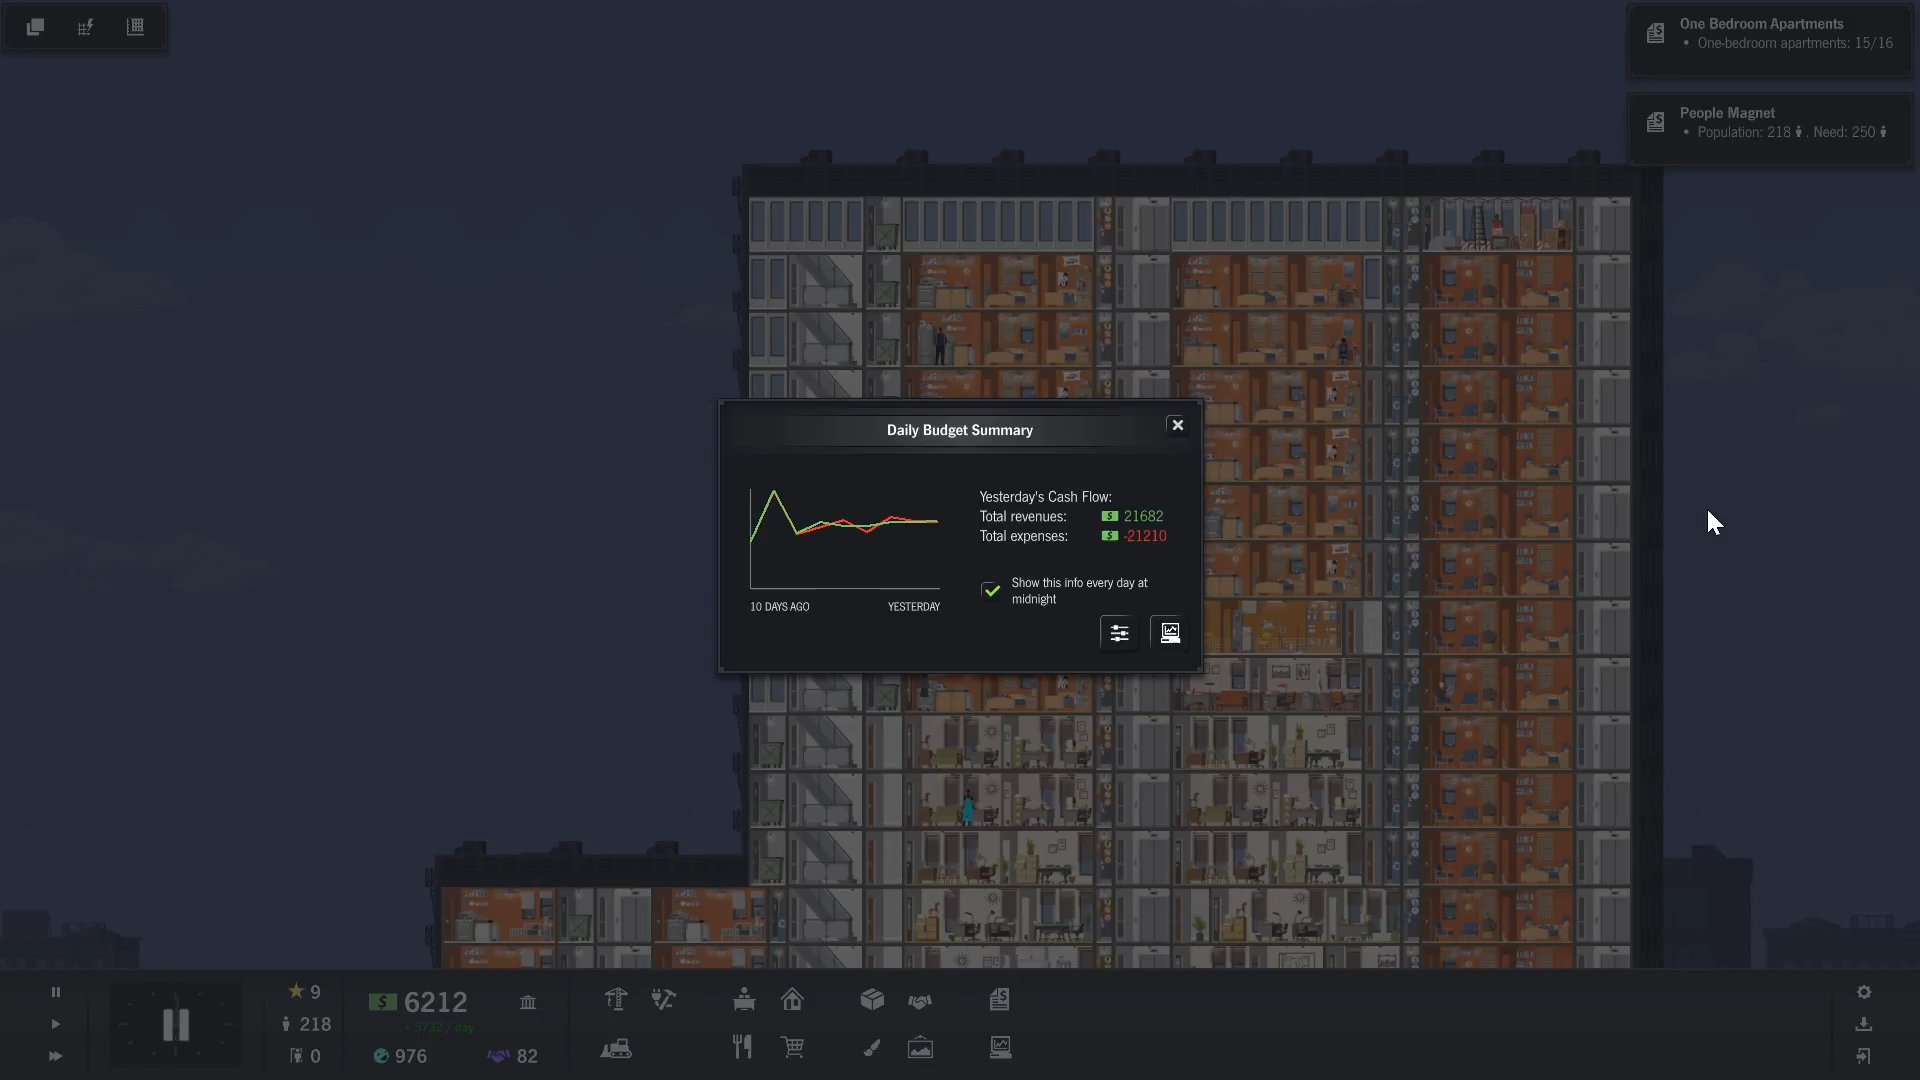 One Bedroom Apartments
• One-bedroom apartments: 15/16
People Magnet
• Population: 218. Need: 250
Daily Budget Summary
Yesterday's Cash Flow:
Total revenues: $ 21682
Total expenses: $ -21210
Show this info every day at
midnight
10 DAYS AGO
YESTERDAY
9
$ 6212
+ 5732 / day
218
0
976
82